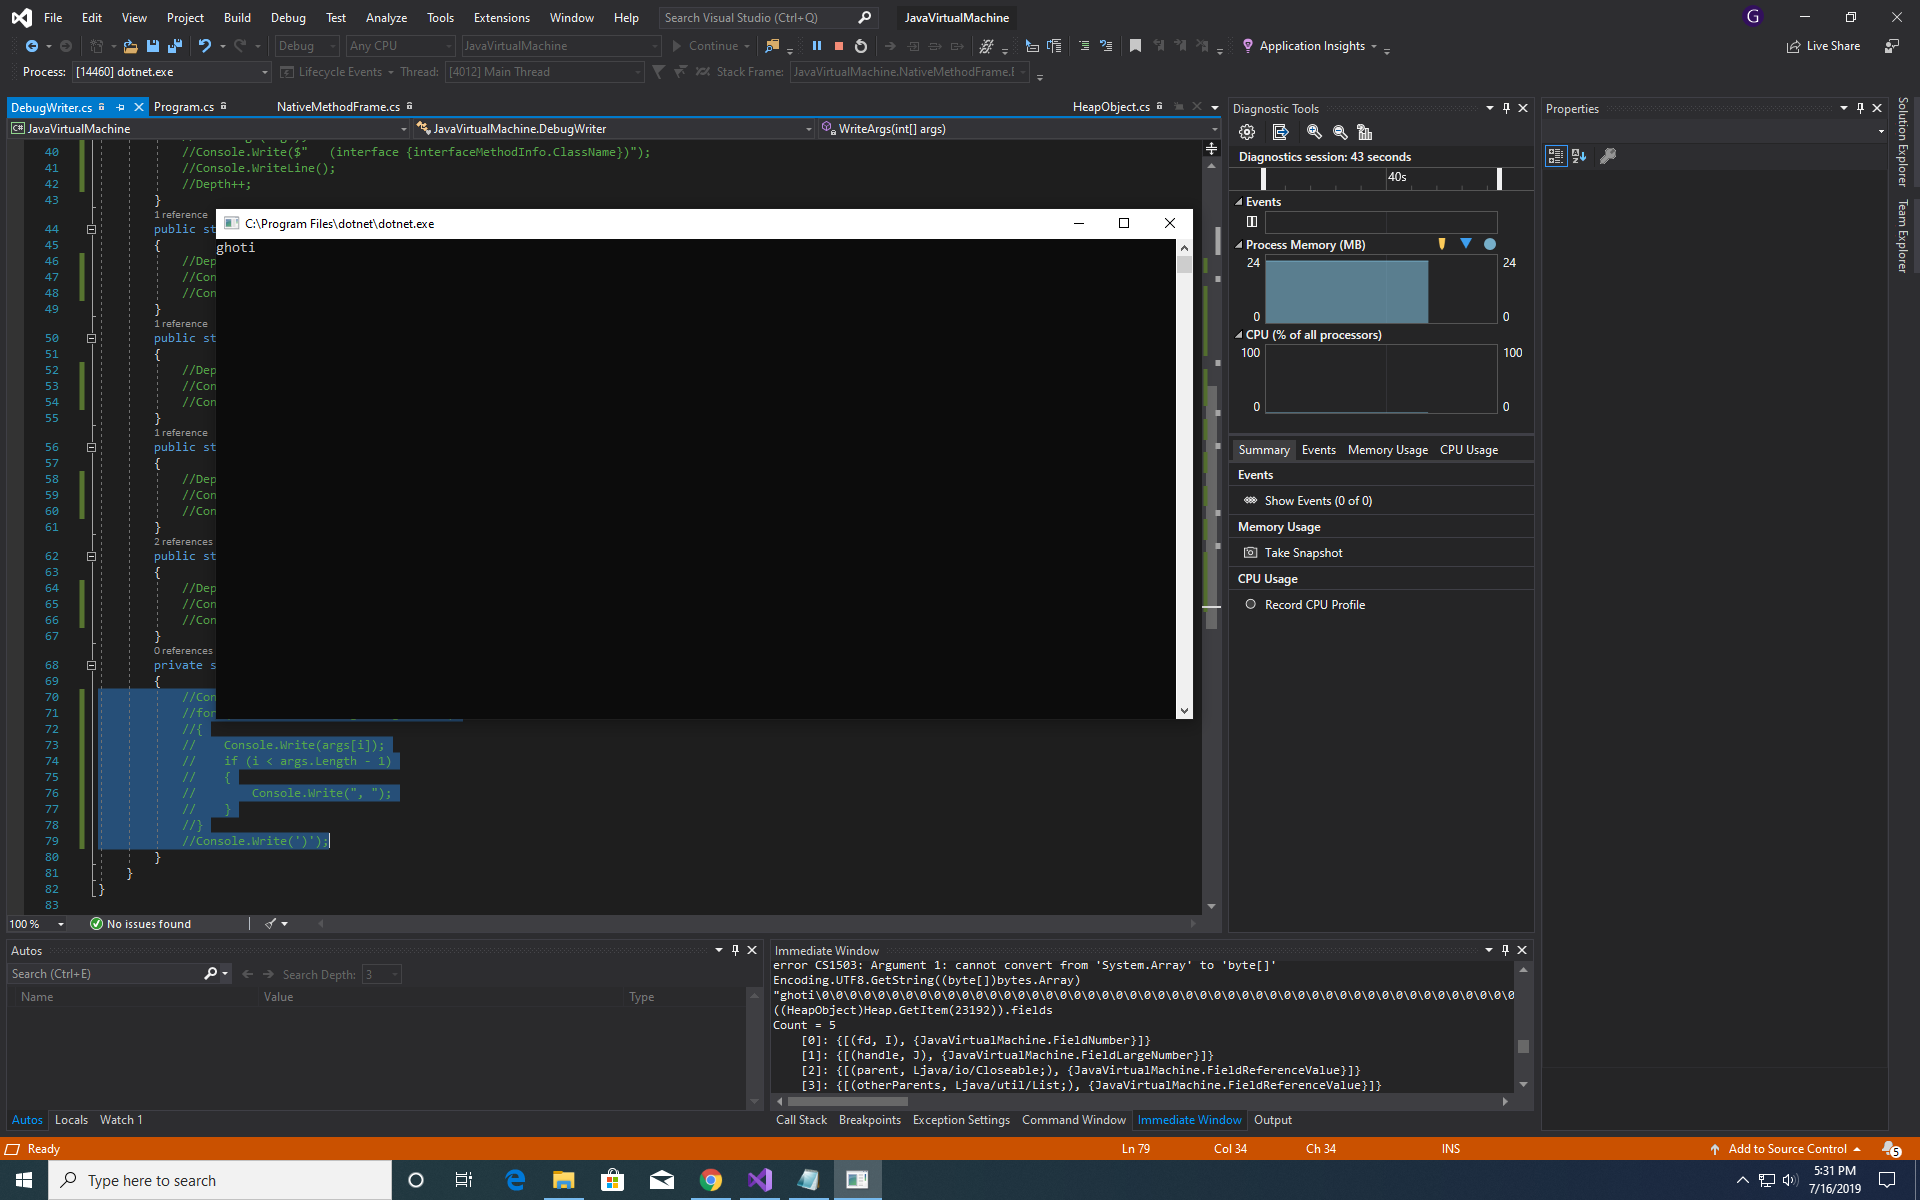 File Edit View Project Build Debug Test Analyze Tools Extensions Window Help Search Visual Studio (Ctrl+Q) JavaVirtualMachine G
Debug Any CPU JavaVirtualMachine Continue Application Insights Live Share
Process: [14460] dotnet.exe Lifecycle Events Thread: [4012] Main Thread Stack Frame: JavaVirtualMachine.NativeMethodFrame.E
DebugWriter.cs Program.cs NativeMethodFrame.cs HeapObject.cs
JavaVirtualMachine JavaVirtualMachine.DebugWriter WriteArgs(int[] args)
40 //Console.Write($"   (interface {interfaceMethodInfo.ClassName})");
41 //Console.WriteLine();
42 //Depth++;
43 }
1 reference
44 public st
45 {
46 //Dep
47 //Con
48 //Con
49 }
1 reference
50 public st
51 {
52 //Dep
53 //Con
54 //Con
55 }
1 reference
56 public st
57 {
58 //Dep
59 //Con
60 //Con
61 }
2 references
62 public st
63 {
64 //Dep
65 //Con
66 //Con
67 }
0 references
68 private s
69 {
70 //Con
71 //for
72 //{
73 //    Console.Write(args[i]);
74 //    if (i < args.Length - 1)
75 //    {
76 //        Console.Write(", ");
77 //    }
78 //}
79 //Console.Write(')');
80 }
81 }
82 }
83
100 % No issues found
C:\Program Files\dotnet\dotnet.exe
ghoti
Diagnostic Tools
Diagnostics session: 43 seconds
40s
Events
Process Memory (MB)
24 24
0 0
CPU (% of all processors)
100 100
0 0
Summary Events Memory Usage CPU Usage
Events
Show Events (0 of 0)
Memory Usage
Take Snapshot
CPU Usage
Record CPU Profile
Properties
Solution Explorer
Team Explorer
Autos
Search (Ctrl+E) Search Depth: 3
Name Value Type
Autos Locals Watch 1
Immediate Window
error CS1503: Argument 1: cannot convert from 'System.Array' to 'byte[]'
Encoding.UTF8.GetString((byte[])bytes.Array)
"ghoti\0\0\0\0\0\0\0\0\0\0\0\0\0\0\0\0\0\0\0\0\0\0\0\0\0\0\0\0\0\0\0\0\0\0\0\0\0\0\0\0\0\0\0\0\0\0\0\0\0\0
((HeapObject)Heap.GetItem(23192)).fields
Count = 5
[0]: {[(fd, I), {JavaVirtualMachine.FieldNumber}]}
[1]: {[(handle, J), {JavaVirtualMachine.FieldLargeNumber}]}
[2]: {[(parent, Ljava/io/Closeable;), {JavaVirtualMachine.FieldReferenceValue}]}
[3]: {[(otherParents, Ljava/util/List;), {JavaVirtualMachine.FieldReferenceValue}]}
Call Stack Breakpoints Exception Settings Command Window Immediate Window Output
Ready Ln 79 Col 34 Ch 34 INS Add to Source Control 5
Type here to search
5:31 PM
7/16/2019